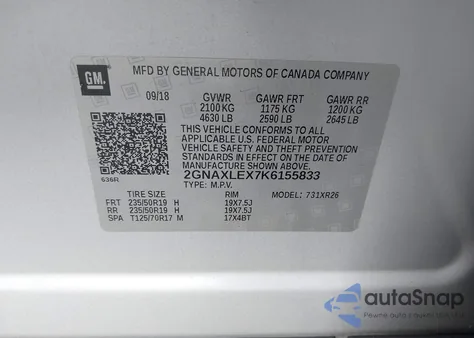 GM.
MFD BY GENERAL MOTORS OF CANADA COMPANY
09/18 GVWR GAWR FRT GAWR RR
2100 KG 1175 KG 1200 KG
4630 LB 2590 LB 2645 LB
THIS VEHICLE CONFORMS TO ALL
APPLICABLE U.S. FEDERAL MOTOR
VEHICLE SAFETY AND THEFT PREVENTION
STANDARDS IN EFFECT ON THE DATE OF
MANUFACTURE SHOWN ABOVE.
636R 2GNAXLEX7K6155833
TYPE: M.P.V. MODEL: 731XR26
TIRE SIZE RIM
FRT 235/50R19 H 19X7.5J
RR 235/50R19 H 19X7.5J
SPA T125/70R17 M 17X4BT
autoSnap